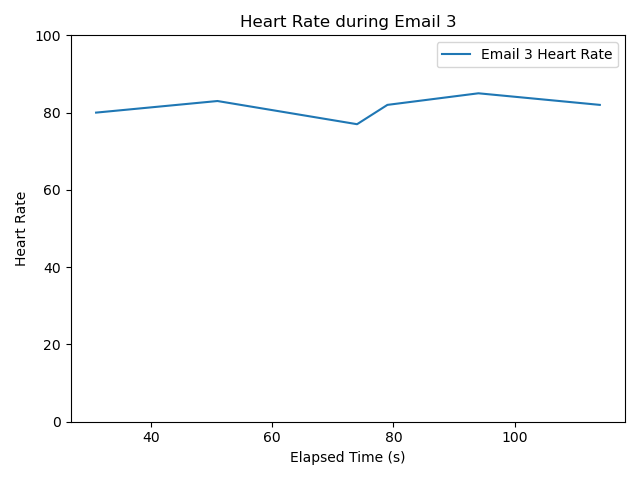 Heart Rate during Email 3
Email 3 Heart Rate
100
80
60
40
20
0
Heart Rate
40 60 80 100
Elapsed Time (s)